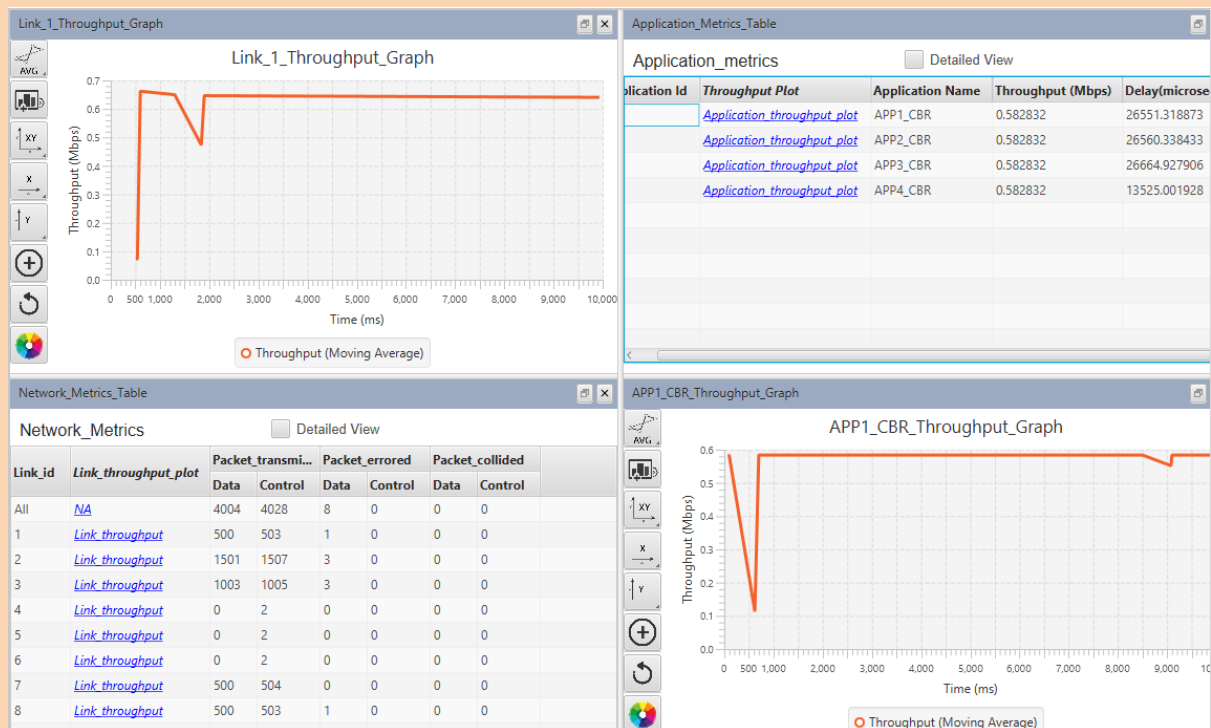 Link_1_Throughput_Graph
AVG
XY
X
Y
Link_1_Throughput_Graph
Throughput (Mbps)
0.7
0.6
0.5
0.4
0.3
0.2
0.1
0.0
0 500 1,000 2,000 3,000 4,000 5,000 6,000 7,000 8,000 9,000 10,000
Time (ms)
Throughput (Moving Average)
Application_Metrics_Table
Application_metrics Detailed View
plication Id Throughput Plot Application Name Throughput (Mbps) Delay(microse
Application_throughput_plot APP1_CBR 0.582832 26551.318873
Application_throughput_plot APP2_CBR 0.582832 26560.338433
Application_throughput_plot APP3_CBR 0.582832 26664.927906
Application_throughput_plot APP4_CBR 0.582832 13525.001928
Network_Metrics_Table
Network_Metrics Detailed View
Link_id Link_throughput_plot Packet_transmi... Packet_errored Packet_collided
Data Control Data Control Data Control
All NA 4004 4028 8 0 0 0
1 Link_throughput 500 503 1 0 0 0
2 Link_throughput 1501 1507 3 0 0 0
3 Link_throughput 1003 1005 3 0 0 0
4 Link_throughput 0 2 0 0 0 0
5 Link_throughput 0 2 0 0 0 0
6 Link_throughput 0 2 0 0 0 0
7 Link_throughput 500 504 0 0 0 0
8 Link_throughput 500 503 1 0 0 0
APP1_CBR_Throughput_Graph
AVG
XY
X
Y
APP1_CBR_Throughput_Graph
Throughput (Mbps)
0.6
0.5
0.4
0.3
0.2
0.1
0.0
0 500 1,000 2,000 3,000 4,000 5,000 6,000 7,000 8,000 9,000 10
Time (ms)
Throughput (Moving Average)